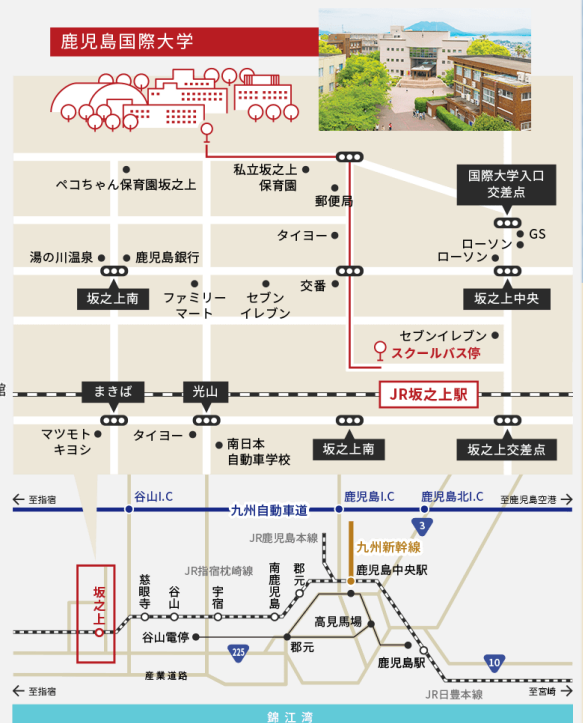 鹿児島国際大学
ペコちゃん保育園坂之上
私立坂之上
保育園
郵便局
国際大学入口
交差点
GS
ローソン
ローソン
タイヨー
湯の川温泉
鹿児島銀行
坂之上南
ファミリー
マート
セブン
イレブン
交番
坂之上中央
セブンイレブン
スクールバス停
館
まきば
光山
JR坂之上駅
マツモト
キヨシ
タイヨー
南日本
自動車学校
坂之上南
坂之上交差点
至指宿
谷山I.C
九州自動車道
鹿児島I.C
鹿児島北I.C
至鹿児島空港
3
JR鹿児島本線
九州新幹線
JR指宿枕崎線
鹿児島中央駅
坂之上
慈眼寺
谷山
宇宿
南鹿児島
郡元
高見馬場
谷山電停
郡元
225
鹿児島駅
10
産業道路
至指宿
JR日豊本線
至宮崎
錦江湾